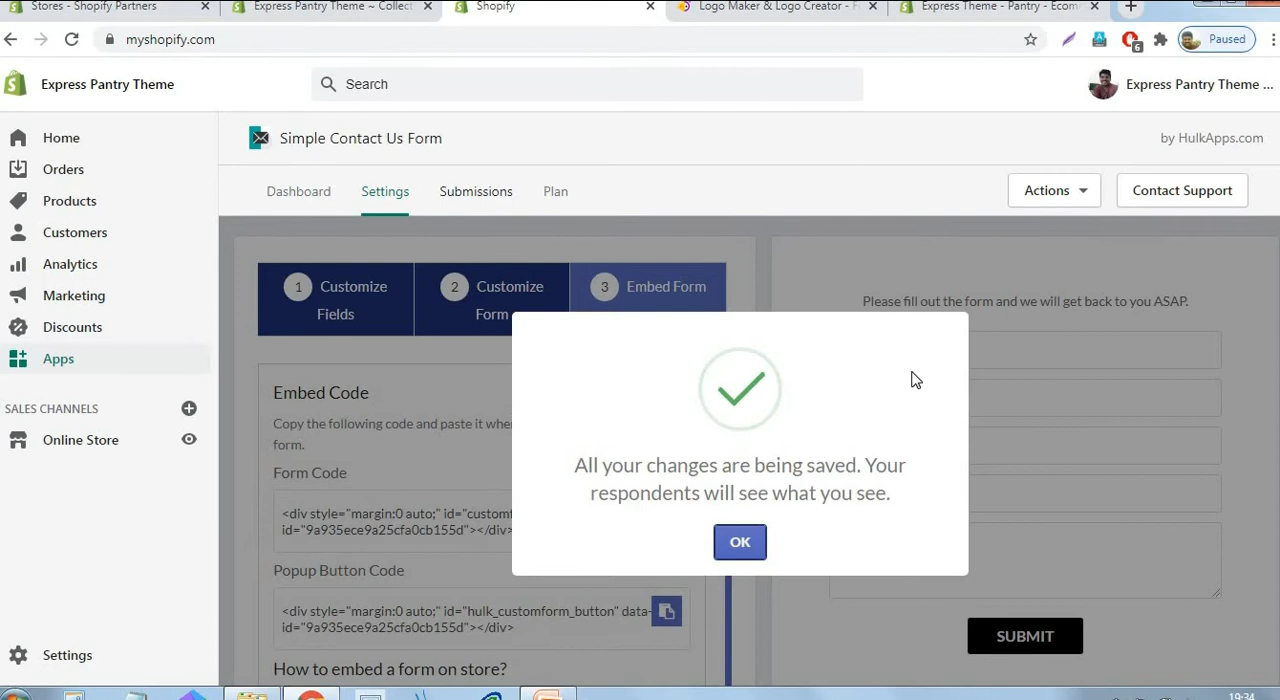 Stores - Shopify Partners
Express Pantry Theme ~ Collect
Shopify
Logo Maker & Logo Creator - F
Express Theme - Pantry - Ecom
myshopify.com
6
Paused
Express Pantry Theme
Search
Express Pantry Theme ...
Home
Orders
Products
Customers
Analytics
Marketing
Discounts
Apps
SALES CHANNELS
Online Store
Settings
Simple Contact Us Form
by HulkApps.com
Dashboard
Settings
Submissions
Plan
Actions
Contact Support
1 Customize
Fields
2 Customize
Form
3 Embed Form
Embed Code
Copy the following code and paste it
form.
Form Code
<div style="margin:0 auto;"
id="9a935ece9a25cfa0cb155d"></div>
Popup Button Code
<div style="margin:0 auto;" id="hulk_customform_button" data-
id="9a935ece9a25cfa0cb155d"></div>
How to embed a form on store?
All your changes are being saved. Your
respondents will see what you see.
OK
Please fill out the form and we will get back to you ASAP.
SUBMIT
19:34